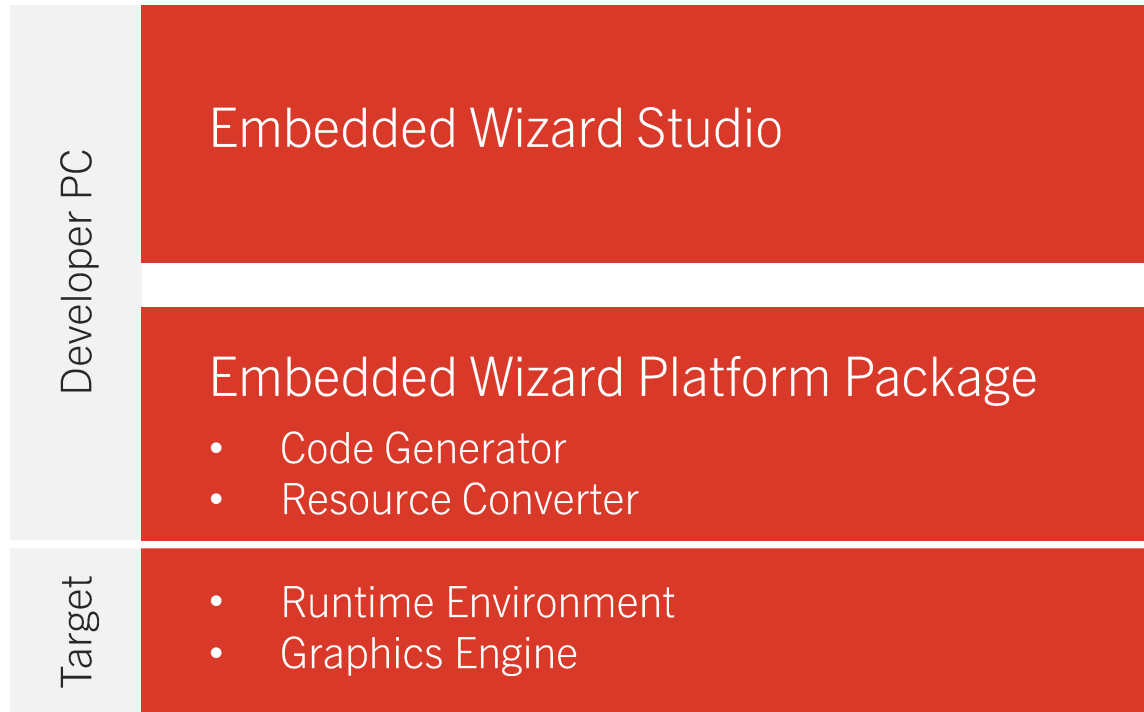 Developer PC
Embedded Wizard Studio
Embedded Wizard Platform Package
• Code Generator
• Resource Converter
Target
• Runtime Environment
• Graphics Engine